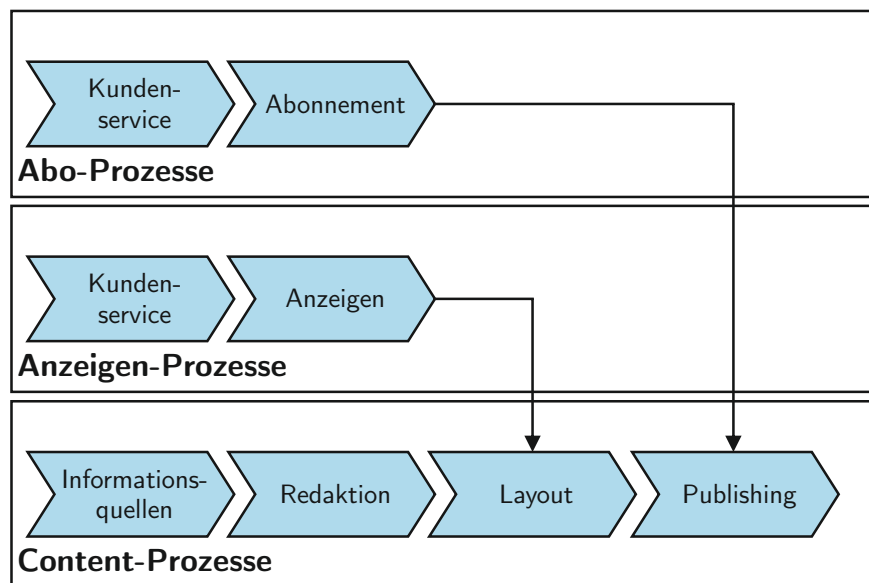 Kunden-
service
Abonnement
Abo-Prozesse
Kunden-
service
Anzeigen
Anzeigen-Prozesse
Informations-
quellen
Redaktion
Layout
Publishing
Content-Prozesse